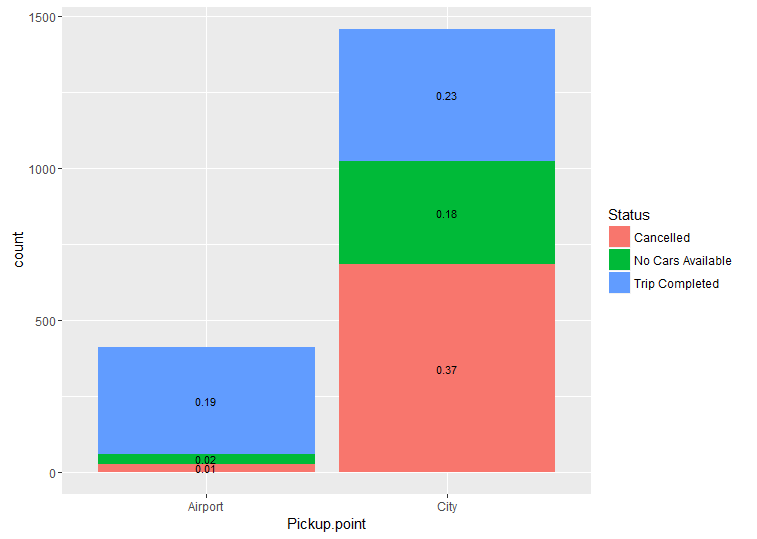 1500
1000
500
0
count
0.23
0.18
0.37
0.19
0.02
0.01
Airport
City
Pickup.point
Status
Cancelled
No Cars Available
Trip Completed